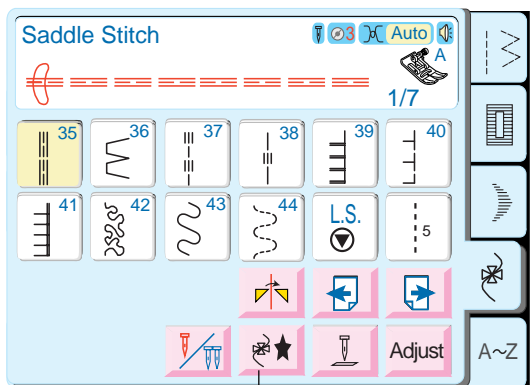 Saddle Stitch
3
Auto
A
1/7
35 36 37 38 39 40
41 42 43 44 L.S. 5
Adjust
A~Z